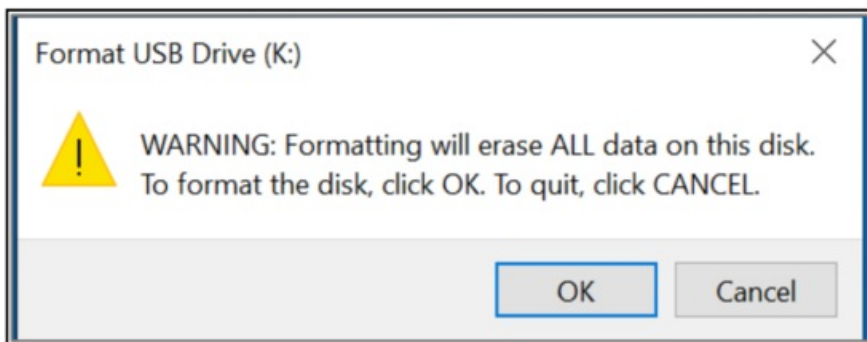 Format USB Drive (K:)
WARNING: Formatting will erase ALL data on this disk.
To format the disk, click OK. To quit, click CANCEL.
OK
Cancel